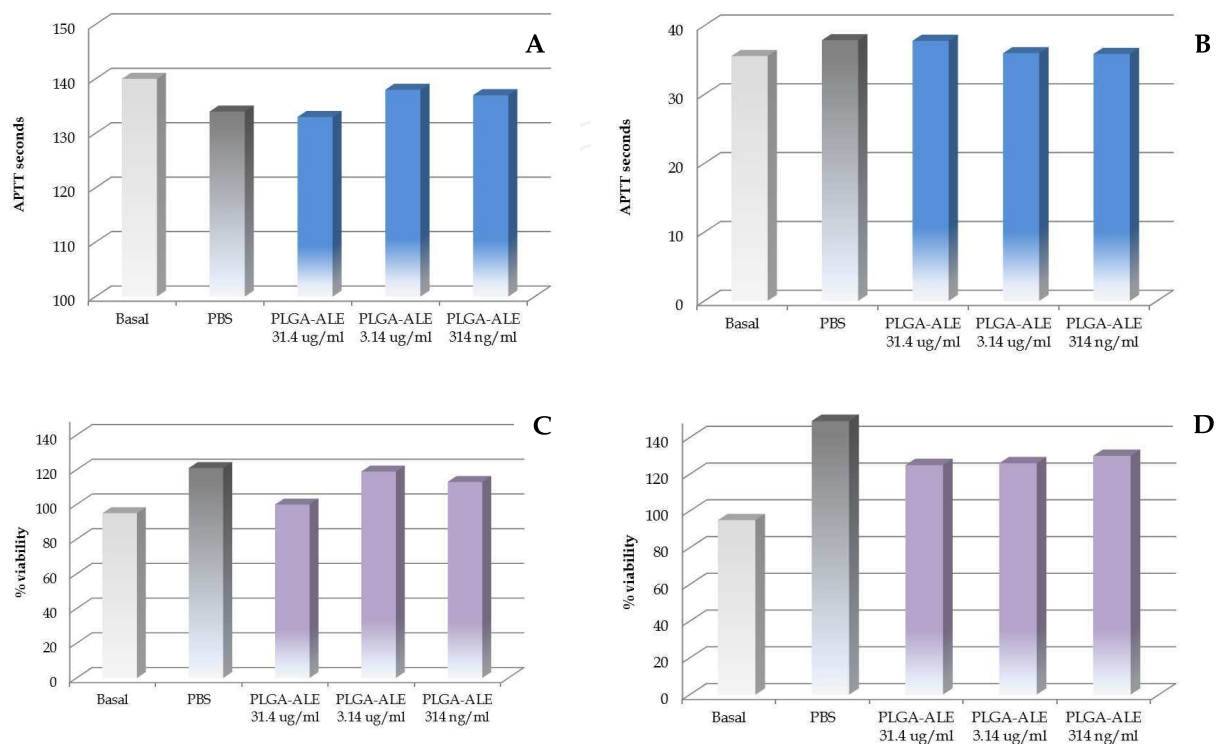 A
APTT seconds
150
140
130
120
110
100
Basal
PBS
PLGA-ALE
31.4 ug/ml
PLGA-ALE
3.14 ug/ml
PLGA-ALE
314 ng/ml
B
APTT seconds
40
30
20
10
0
Basal
PBS
PLGA-ALE
31.4 ug/ml
PLGA-ALE
3.14 ug/ml
PLGA-ALE
314 ng/ml
C
% viability
140
120
100
80
60
40
20
0
Basal
PBS
PLGA-ALE
31.4 ug/ml
PLGA-ALE
3.14 ug/ml
PLGA-ALE
314 ng/ml
D
% viability
140
120
100
80
60
40
20
0
Basal
PBS
PLGA-ALE
31.4 ug/ml
PLGA-ALE
3.14 ug/ml
PLGA-ALE
314 ng/ml